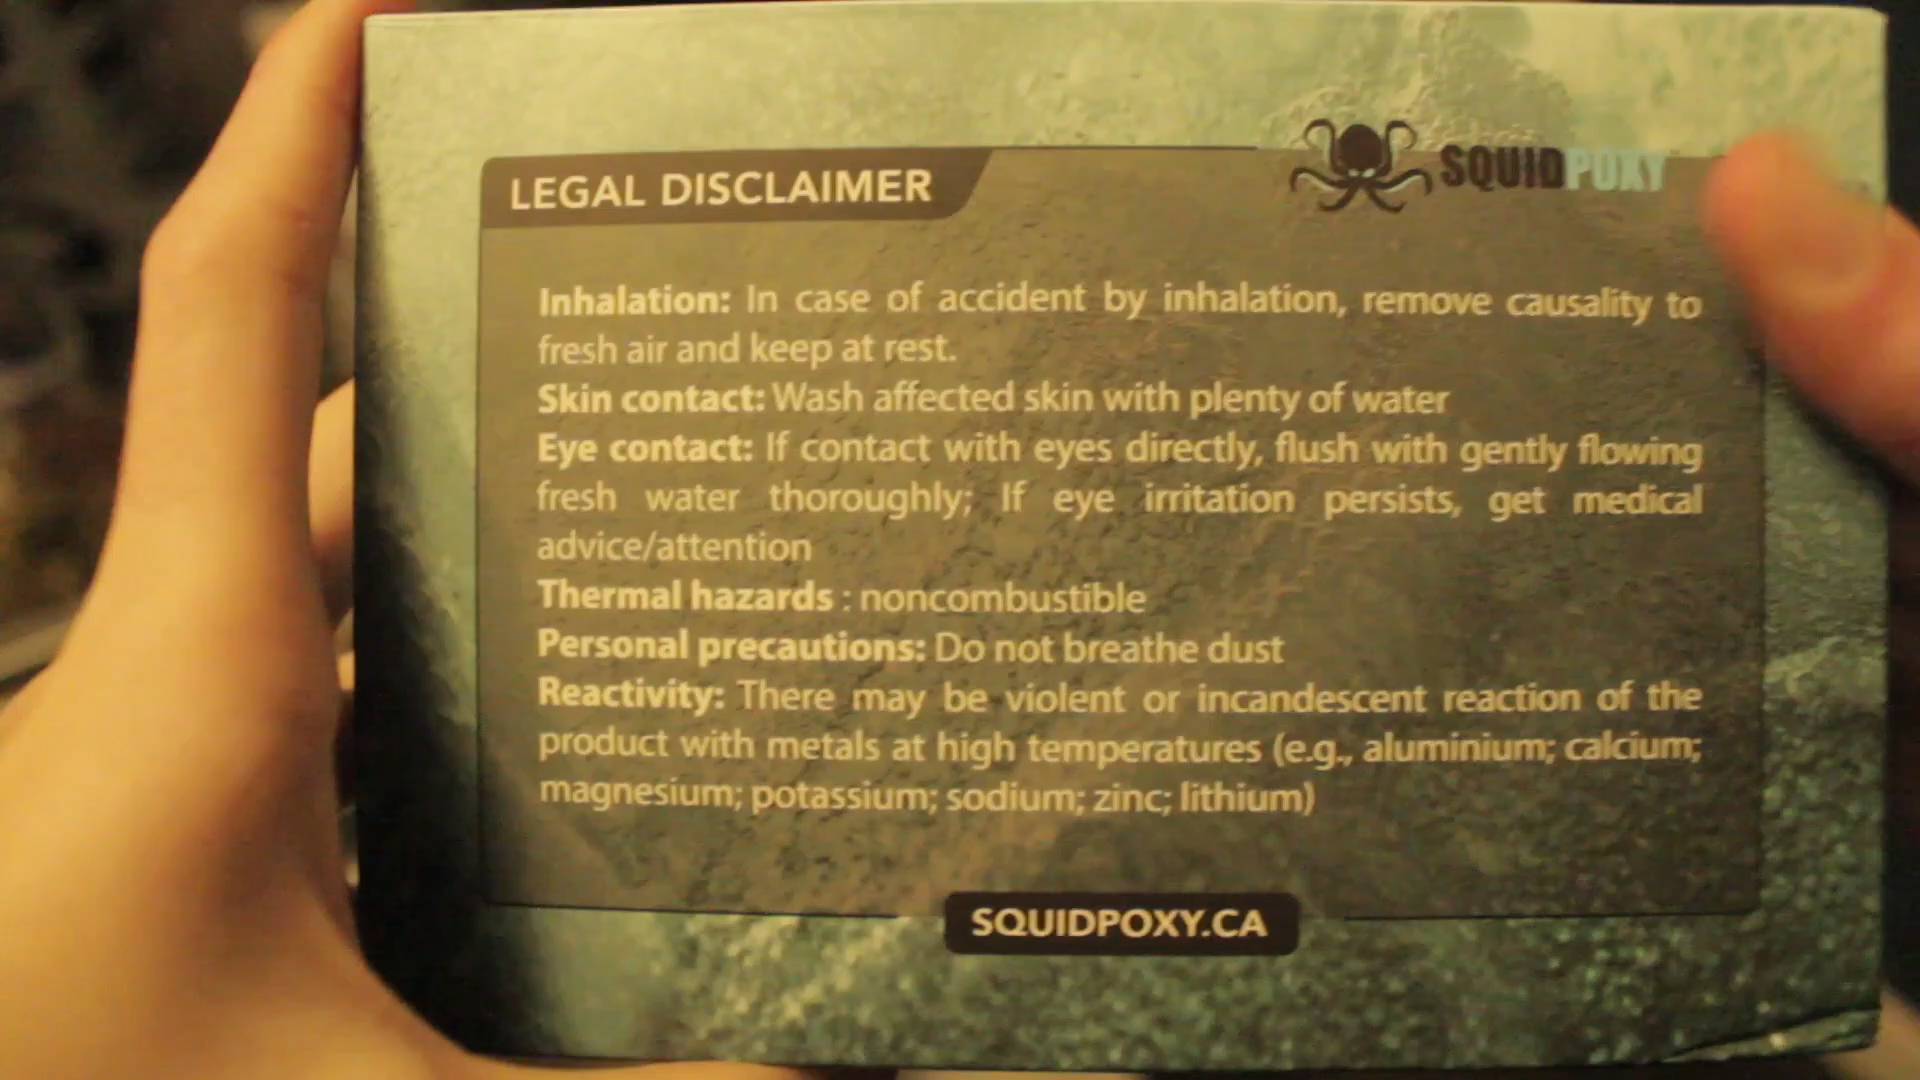 LEGAL DISCLAIMER
SQUIDPOXY
Inhalation: In case of accident by inhalation, remove causality to
fresh air and keep at rest.
Skin contact: Wash affected skin with plenty of water
Eye contact: If contact with eyes directly, flush with gently flowing
fresh water thoroughly; If eye irritation persists, get medical
advice/attention
Thermal hazards : noncombustible
Personal precautions: Do not breathe dust
Reactivity: There may be violent or incandescent reaction of the
product with metals at high temperatures (e.g., aluminium; calcium;
magnesium; potassium; sodium; zinc; lithium)
SQUIDPOXY.CA